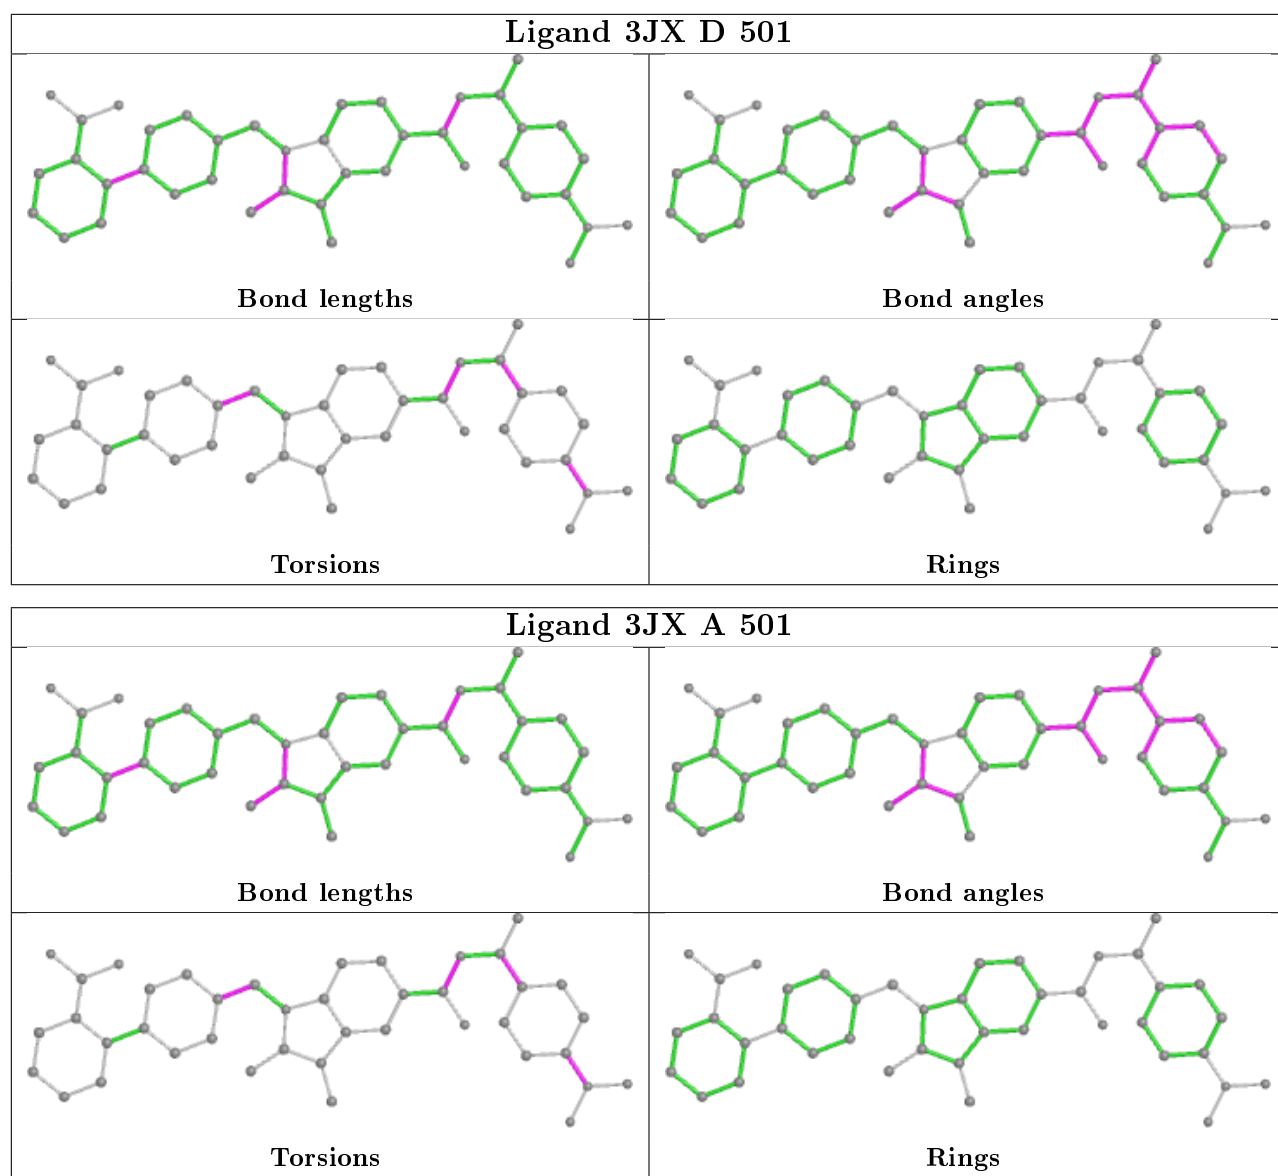 Ligand 3JX D 501
Bond lengths
Bond angles
Torsions
Rings
Ligand 3JX A 501
Bond lengths
Bond angles
Torsions
Rings